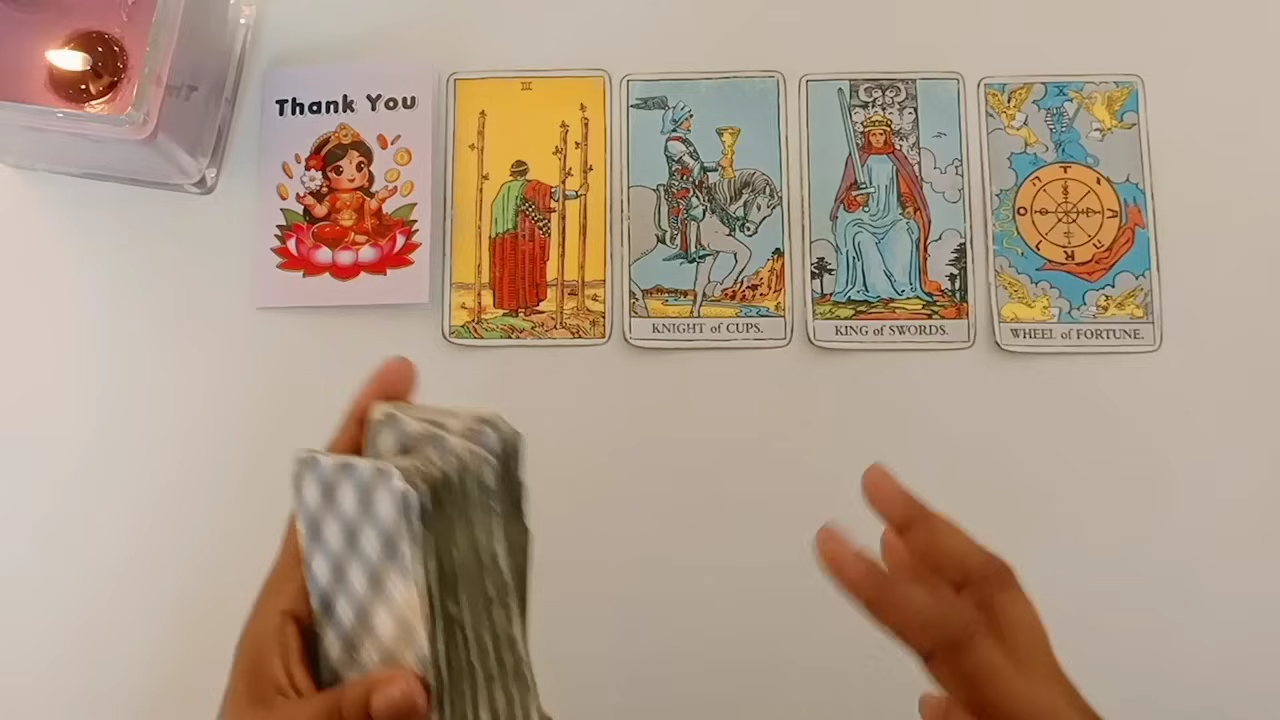 Thank You
III
KNIGHT of CUPS.
KING of SWORDS.
X
WHEEL of FORTUNE.